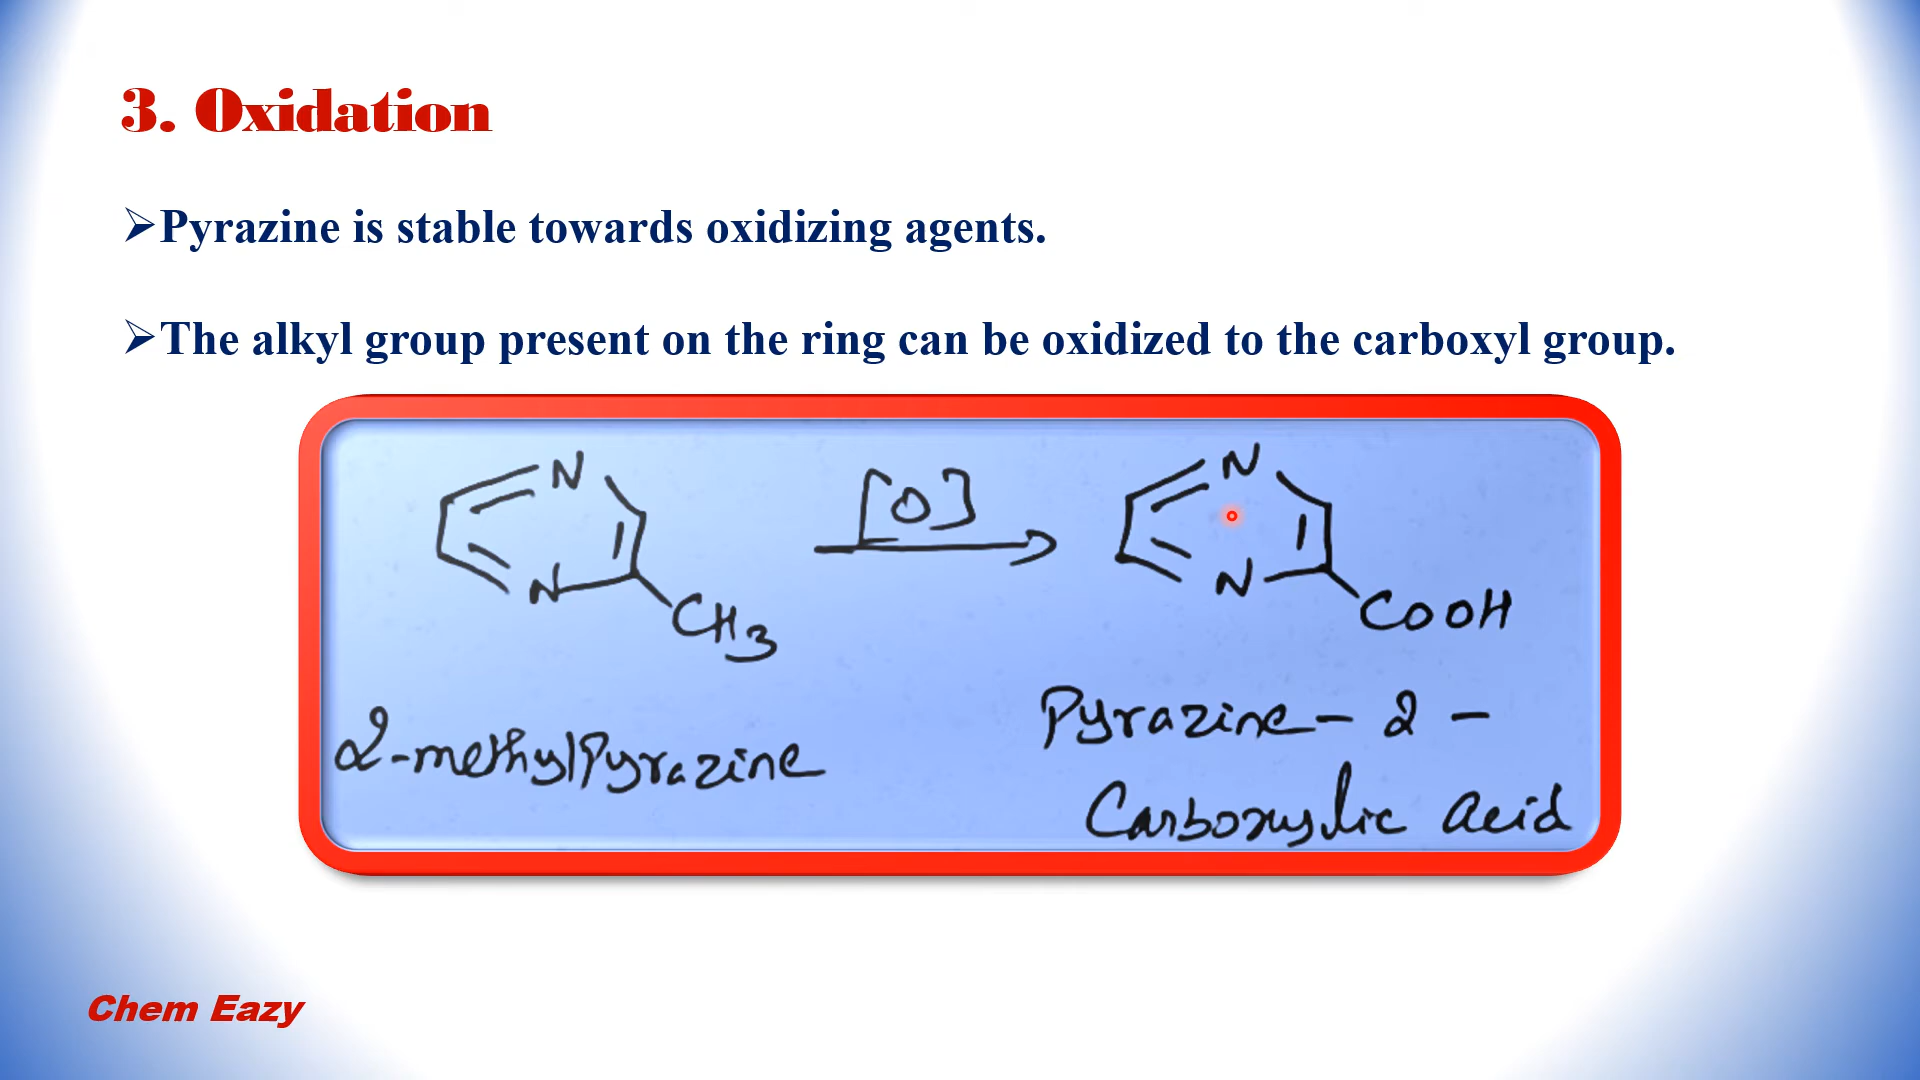 3. Oxidation
➢Pyrazine is stable towards oxidizing agents.
➢The alkyl group present on the ring can be oxidized to the carboxyl group.
N
N
CH3
[O]
N
N
COOH
2-methylPyrazine
Pyrazine-2-
Carboxylic acid
Chem Eazy